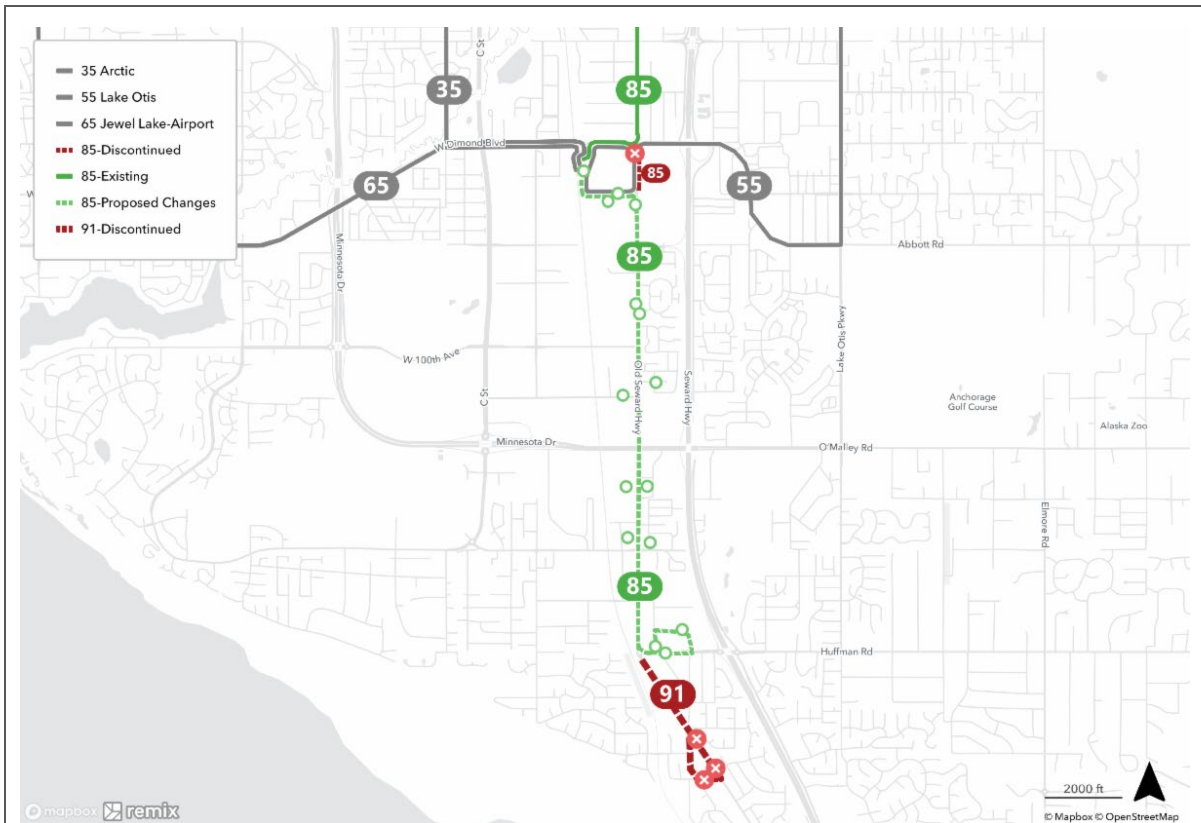 35 Arctic
55 Lake Otis
65 Jewel Lake-Airport
85-Discontinued
85-Existing
85-Proposed Changes
91-Discontinued
C St
35
85
W Dimond Blvd
65
85
55
Minnesota Dr
85
Abbott Rd
Lake Otis Pkwy
W 100th Ave
Old Seward Hwy
Seward Hwy
C St
Anchorage
Golf Course
Alaska Zoo
Minnesota Dr
O'Malley Rd
Elmore Rd
85
Huffman Rd
91
2000 ft
mapbox remix
© Mapbox © OpenStreetMap